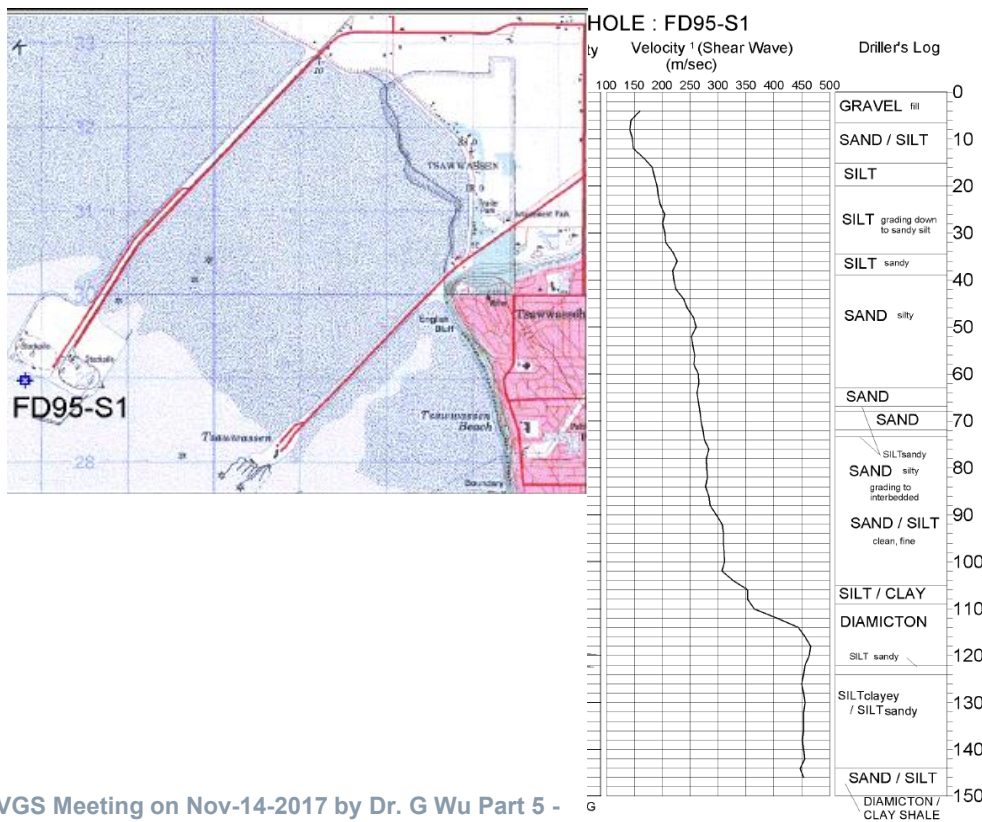 33
32
TSAWWASSEN
31
30
English
Bluff
Tsawwassen
FD95-S1
Tsawwassen
Beach
Tsawwassen
28
Boundary
VGS Meeting on Nov-14-2017 by Dr. G Wu Part 5 -
HOLE : FD95-S1
ty
Velocity 1 (Shear Wave)
(m/sec)
Driller's Log
100 150 200 250 300 350 400 450 500
0
GRAVEL fill
10
SAND / SILT
SILT
20
SILT grading down
to sandy silt
30
SILT sandy
40
SAND silty
50
60
SAND
70
SAND
SILTsandy
80
SAND silty
grading to
interbedded
90
SAND / SILT
clean, fine
100
SILT / CLAY
110
DIAMICTON
SILT sandy
120
SILTclayey
/ SILTsandy
130
140
SAND / SILT
150
DIAMICTON /
CLAY SHALE
G